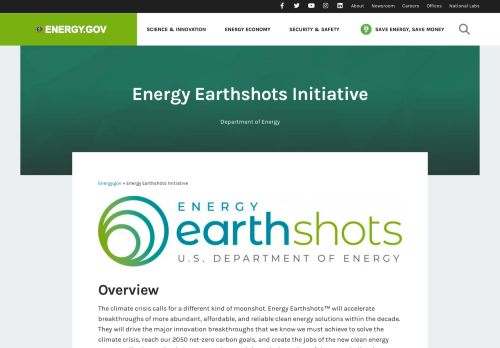 About Newsroom Careers Offices National Labs
ENERGY.GOV SCIENCE & INNOVATION ENERGY ECONOMY SECURITY & SAFETY SAVE ENERGY, SAVE MONEY
Energy Earthshots Initiative
Department of Energy
Energy.gov » Energy Earthshots Initiative
ENERGY
earthshots
U.S. DEPARTMENT OF ENERGY
Overview
The climate crisis calls for a different kind of moonshot. Energy Earthshots™ will accelerate
breakthroughs of more abundant, affordable, and reliable clean energy solutions within the decade.
They will drive the major innovation breakthroughs that we know we must achieve to solve the
climate crisis, reach our 2050 net-zero carbon goals, and create the jobs of the new clean energy